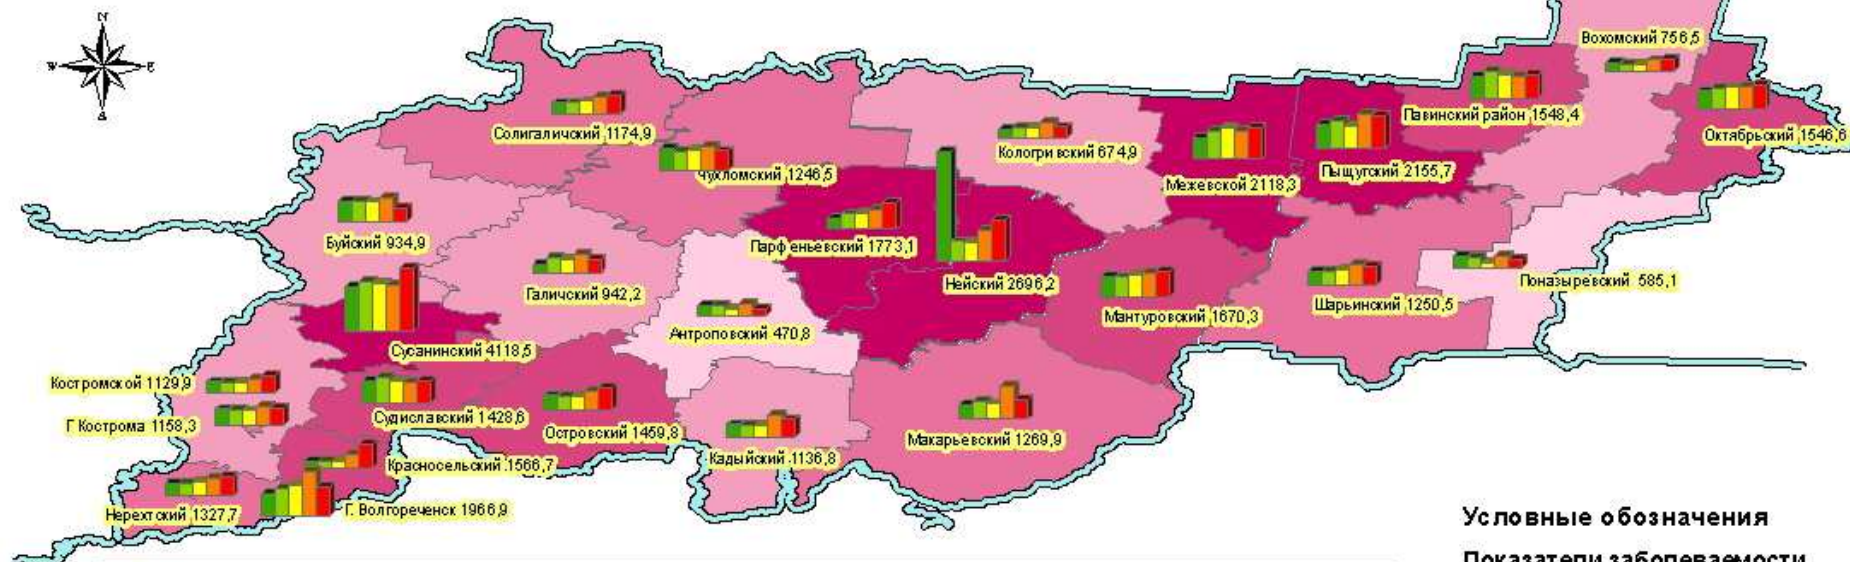 N
W
E
Вохомский 756,5
Солигаличский 1174,9
Павинский район 1548,4
Октябрьский 1546,6
Кологривский 674,9
Чухломский 1246,5
Межевской 2118,3
Пыщугский 2155,7
Буйский 934,9
Парфеньевский 1773,1
Галичский 942,2
Нейский 2696,2
Поназыревский 585,1
Шарьинский 1250,5
Мантуровский 1670,3
Антроповский 470,8
Сусанинский 4118,5
Костромской 1129,9
Г Кострома 1158,3
Судиславский 1428,6
Островский 1459,8
Макарьевский 1269,9
Кадыйский 1136,8
Красносельский 1566,7
Нерехтский 1327,7
Г. Волгореченск 1966,9
Условные обозначения
Показатели заболеваемости